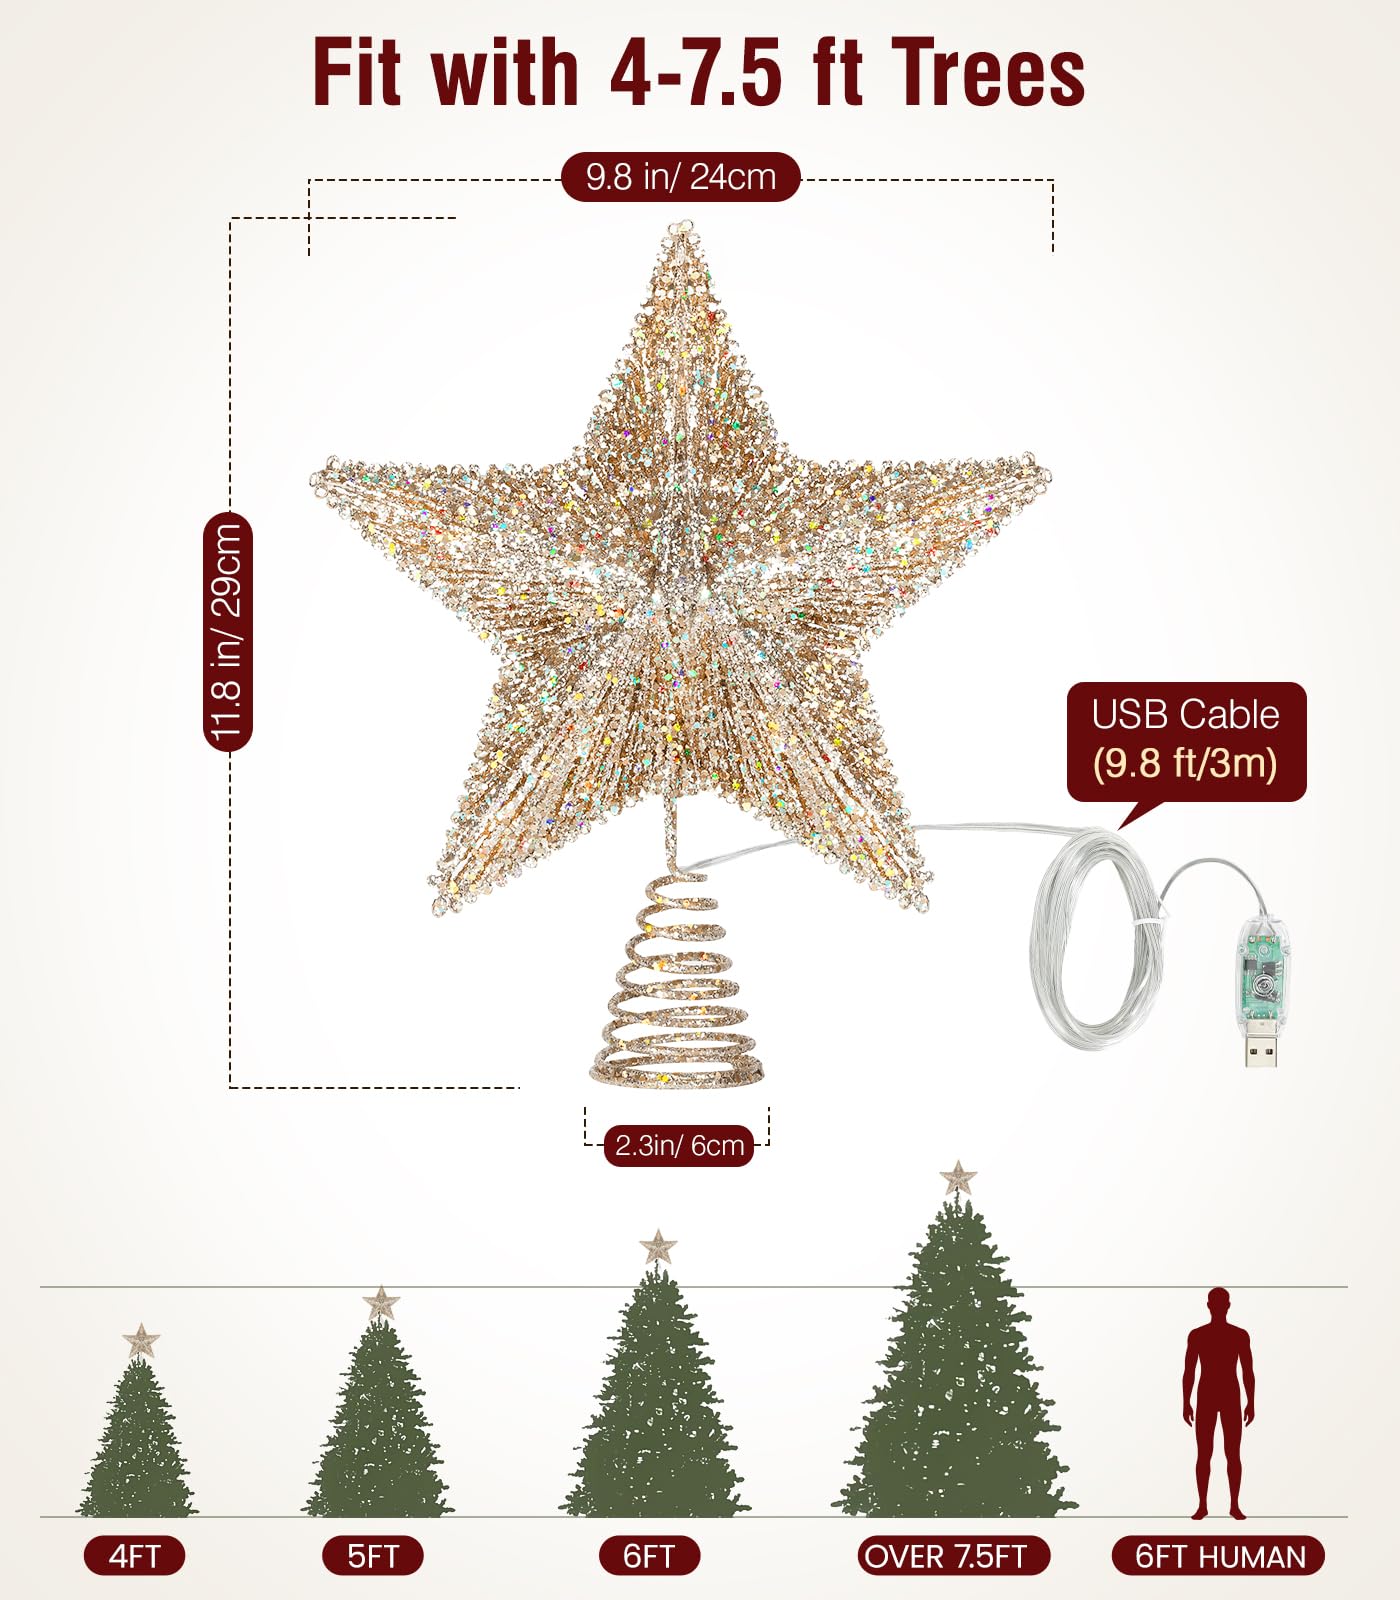 Fit with 4-7.5 ft Trees
9.8 in/ 24cm
11.8 in/ 29cm
USB Cable
(9.8 ft/3m)
2.3in/ 6cm
4FT
5FT
6FT
OVER 7.5FT
6FT HUMAN